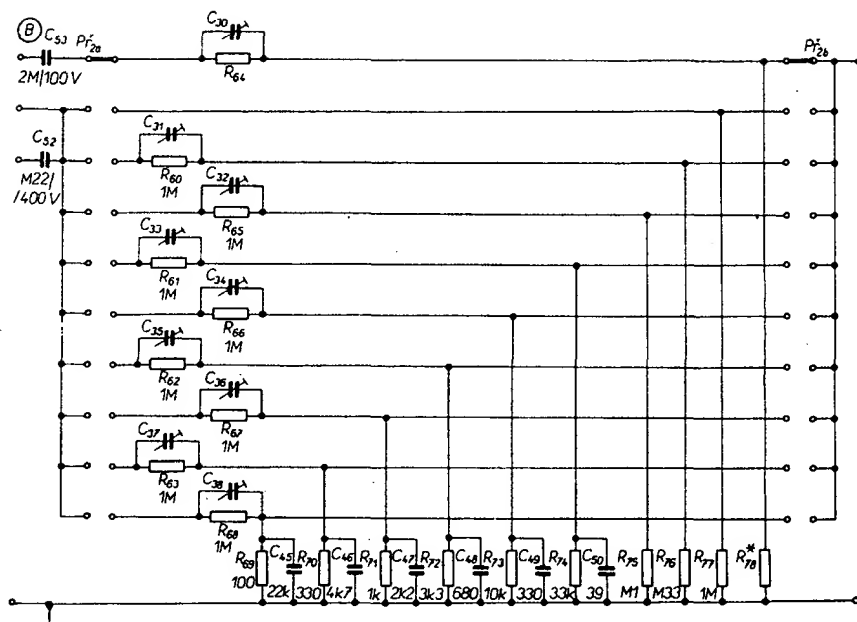 B
C53
Př2a
C30
Př2b
2M/100V
R64
C52
C31
M22/
/400V
R60
1M
C32
R65
1M
C33
R61
1M
C34
R66
1M
C35
R62
1M
C36
R67
1M
C37
R63
1M
C38
R68
1M
R69 C45 R70 C46 R71 C47 R72 C48 R73 C49 R74 C50 R75 R76 R77 R78*
100 22k 330 4k7 1k 2k2 3k3 680 10k 330 33k 39 M1 M33 1M